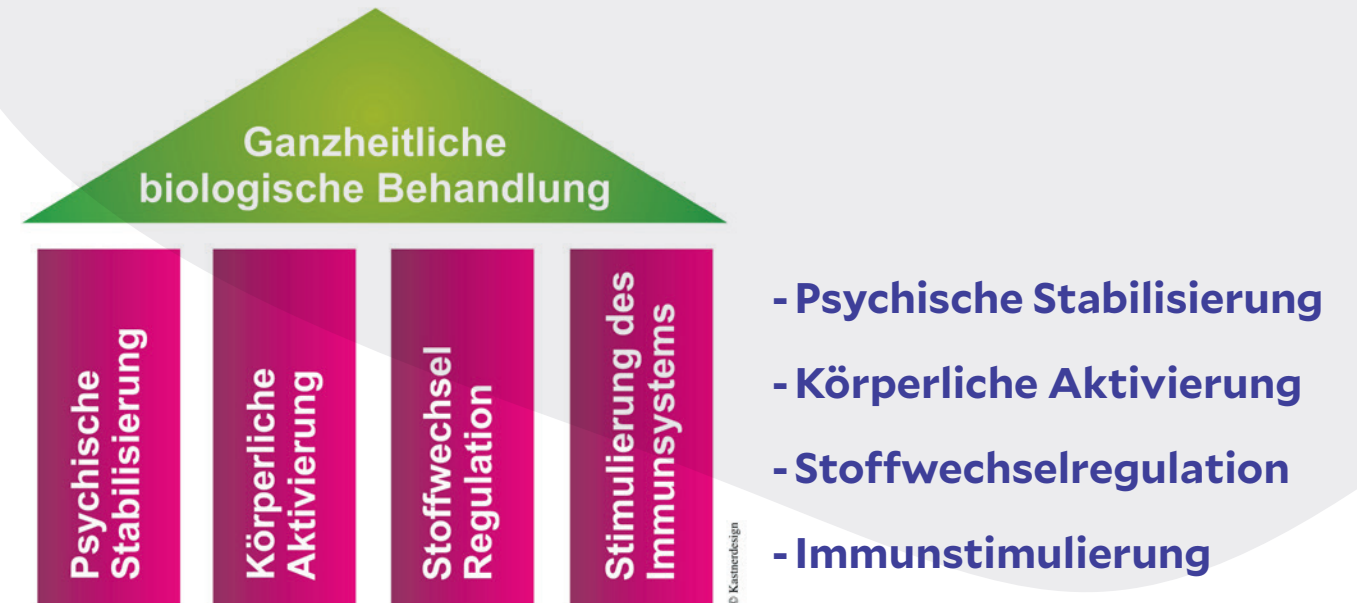 Ganzheitliche
biologische Behandlung
Psychische
Stabilisierung
Körperliche
Aktivierung
Stoffwechsel
Regulation
Stimulierung des
Immunsystems
© Kastnerdesign
- Psychische Stabilisierung
- Körperliche Aktivierung
- Stoffwechselregulation
- Immunstimulierung